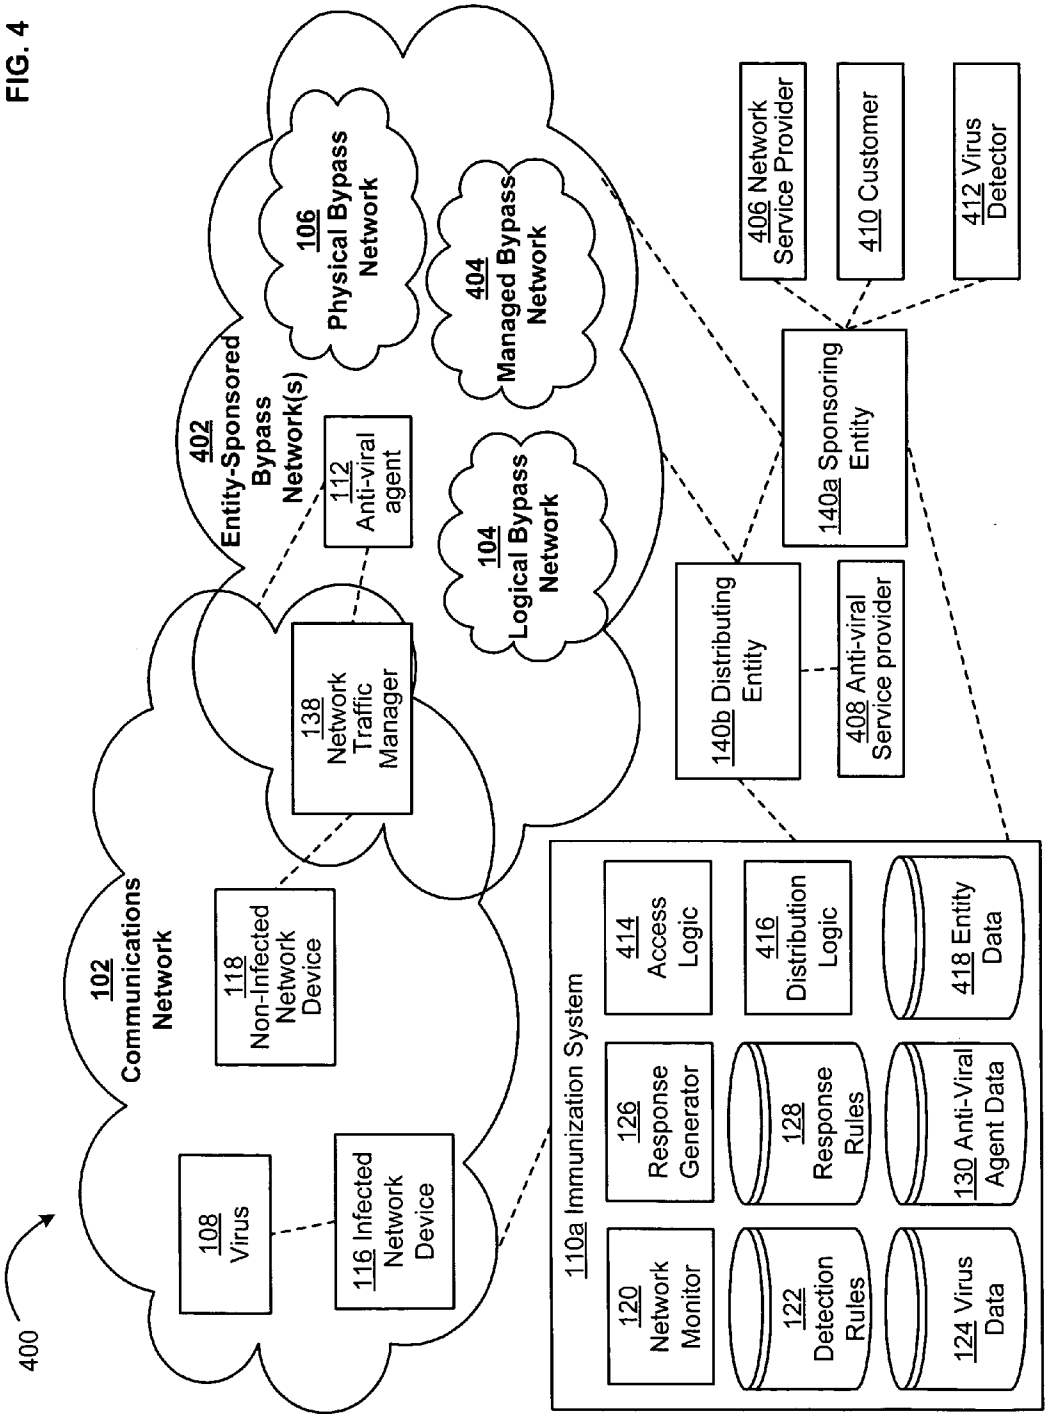 FIG. 4
400
102
Communications
Network
108
Virus
116 Infected
Network
Device
118
Non-Infected
Network
Device
138
Network
Traffic
Manager
402
Entity-Sponsored
Bypass
Network(s)
112
Anti-viral
agent
106
Physical Bypass
Network
404
Managed Bypass
Network
104
Logical Bypass
Network
110a Immunization System
120
Network
Monitor
126
Response
Generator
414
Access
Logic
122
Detection
Rules
128
Response
Rules
416
Distribution
Logic
124 Virus
Data
130 Anti-Viral
Agent Data
418 Entity
Data
140b Distributing
Entity
408 Anti-viral
Service provider
140a Sponsoring
Entity
406 Network
Service Provider
410 Customer
412 Virus
Detector